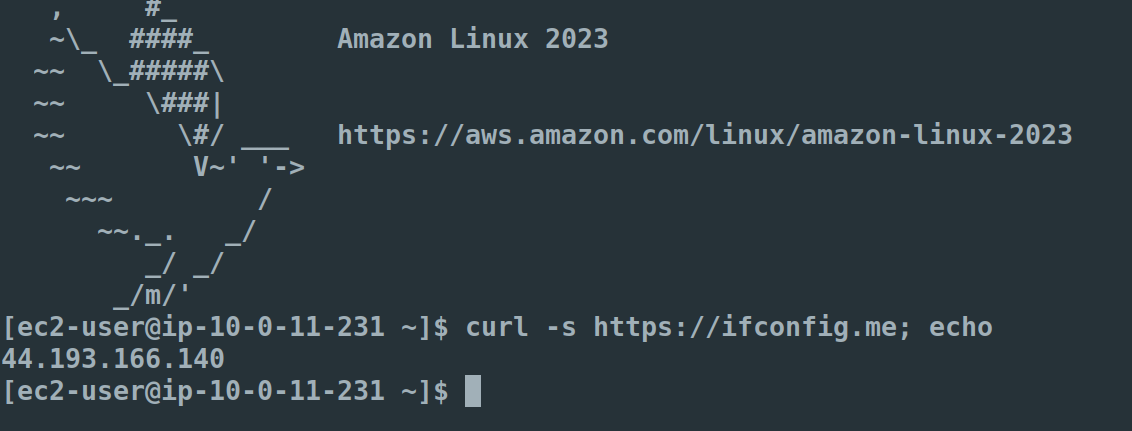 ,     #_
   ~\_  ####_        Amazon Linux 2023
  ~~  \_#####\
  ~~     \###|
  ~~       \#/ ___   https://aws.amazon.com/linux/amazon-linux-2023
   ~~       V~' '->
    ~~~         /
      ~~._.   _/
         _/ _/
       _/m/'
[ec2-user@ip-10-0-11-231 ~]$ curl -s https://ifconfig.me; echo
44.193.166.140
[ec2-user@ip-10-0-11-231 ~]$